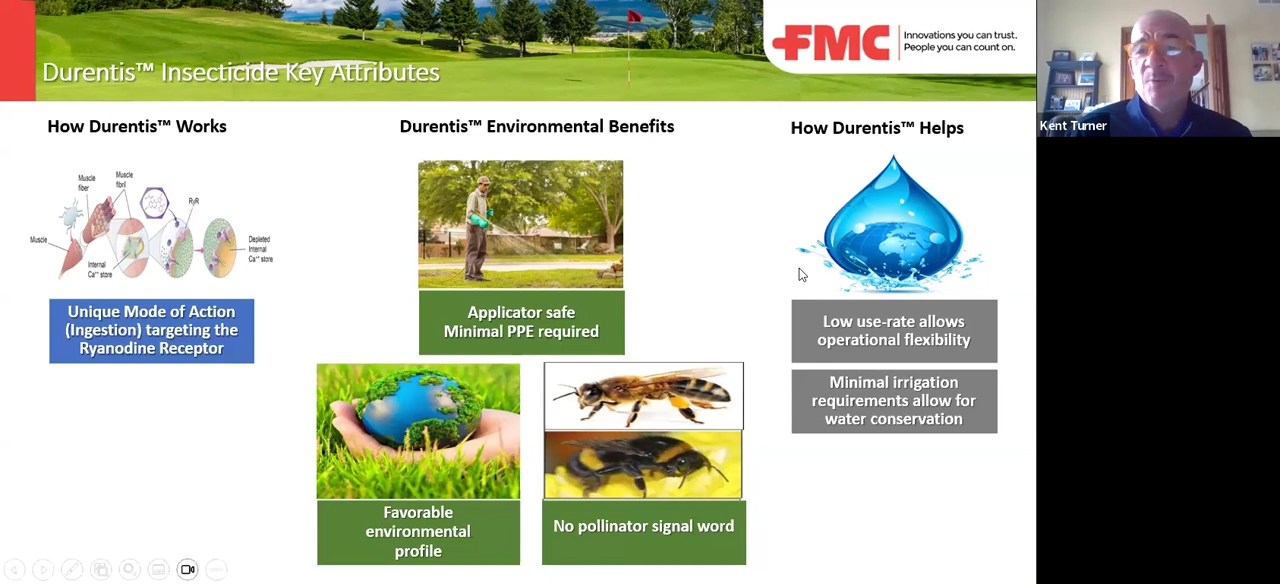 Durentis™ Insecticide Key Attributes
FMC
Innovations you can trust.
People you can count on.
Kent Turner
How Durentis™ Works
Muscle
fiber
Muscle
fibril
RyR
Muscle
Internal
Ca⁺⁺ store
Depleted
Internal
Ca⁺⁺ store
Unique Mode of Action
(Ingestion) targeting the
Ryanodine Receptor
Durentis™ Environmental Benefits
Applicator safe
Minimal PPE required
Favorable
environmental
profile
No pollinator signal word
How Durentis™ Helps
Low use-rate allows
operational flexibility
Minimal irrigation
requirements allow for
water conservation